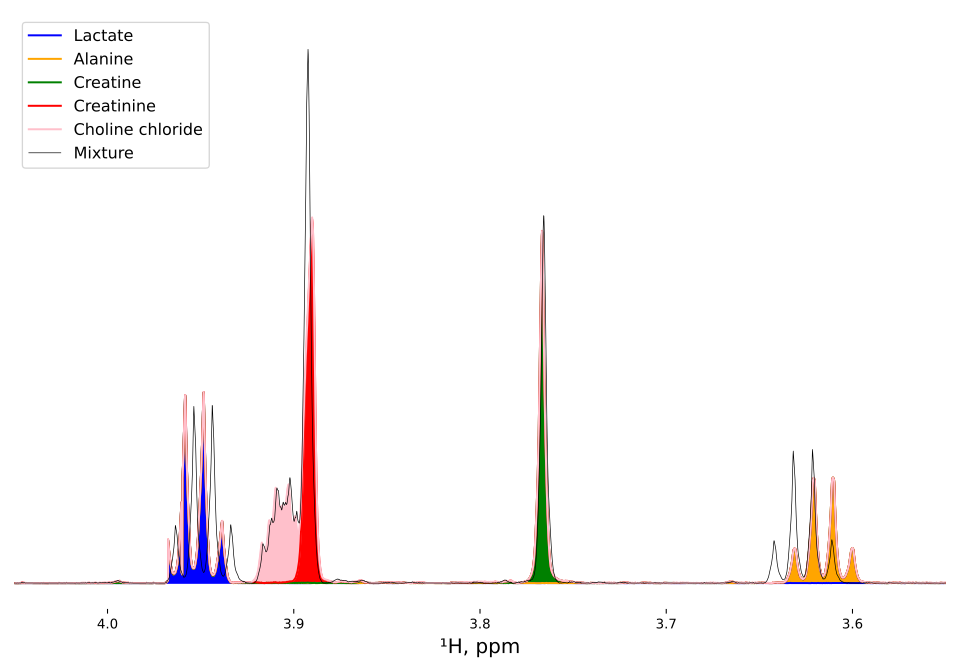 Lactate
Alanine
Creatine
Creatinine
Choline chloride
Mixture
4.0 3.9 3.8 3.7 3.6
¹H, ppm